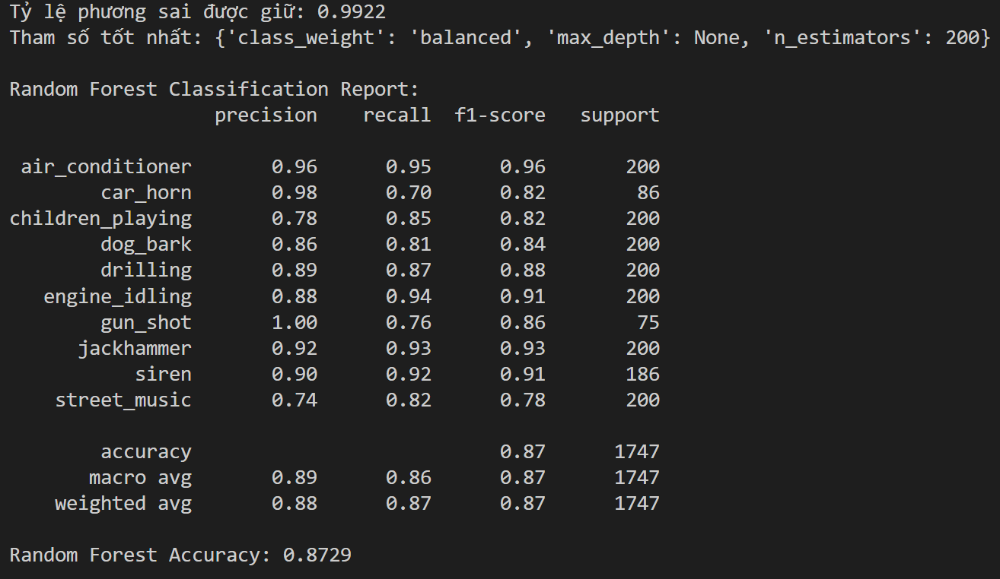 Tỷ lệ phương sai được giữ: 0.9922
Tham số tốt nhất: {'class_weight': 'balanced', 'max_depth': None, 'n_estimators': 200}
Random Forest Classification Report:
precision recall f1-score support
air_conditioner 0.96 0.95 0.96 200
car_horn 0.98 0.70 0.82 86
children_playing 0.78 0.85 0.82 200
dog_bark 0.86 0.81 0.84 200
drilling 0.89 0.87 0.88 200
engine_idling 0.88 0.94 0.91 200
gun_shot 1.00 0.76 0.86 75
jackhammer 0.92 0.93 0.93 200
siren 0.90 0.92 0.91 186
street_music 0.74 0.82 0.78 200
accuracy 0.87 1747
macro avg 0.89 0.86 0.87 1747
weighted avg 0.88 0.87 0.87 1747
Random Forest Accuracy: 0.8729